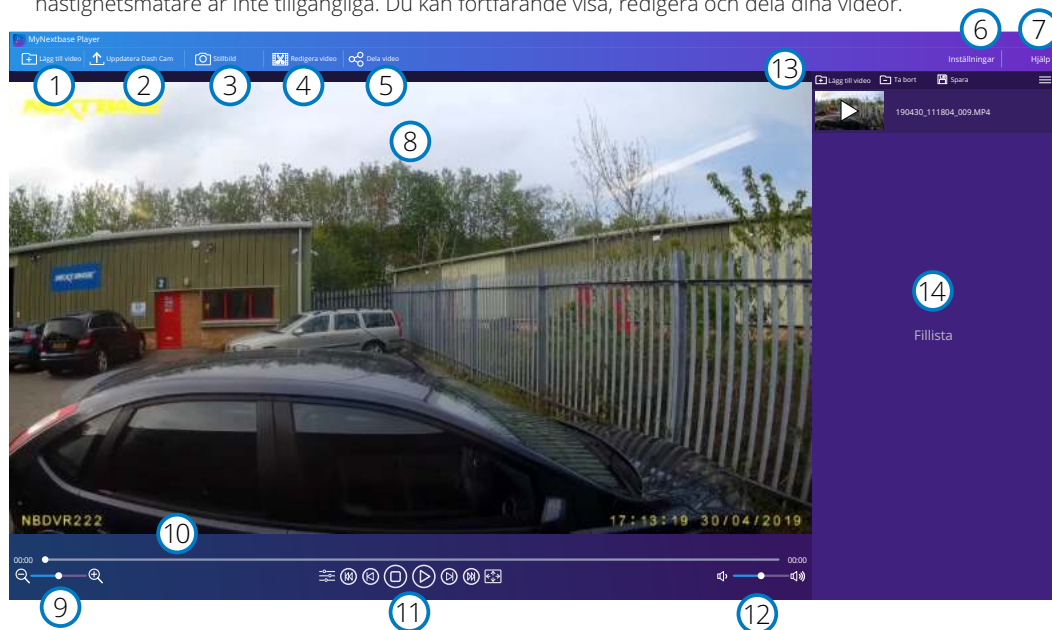 hastighetsmätare är inte tillgängliga. Du kan fortfarande visa, redigera och dela dina videor.
6 7
MyNextbase Player
Lägg till video Uppdatera Dash Cam Stillbild Redigera video Dela video Inställningar Hjälp
1 2 3 4 5 13
Lägg till video Ta bort Spara
NEXTBASE
190430_111804_009.MP4
8
NEXTBASE
2
14
Fillista
NBDVR222 17:13:19 30/04/2019
10
00:00 00:00
9 11 12